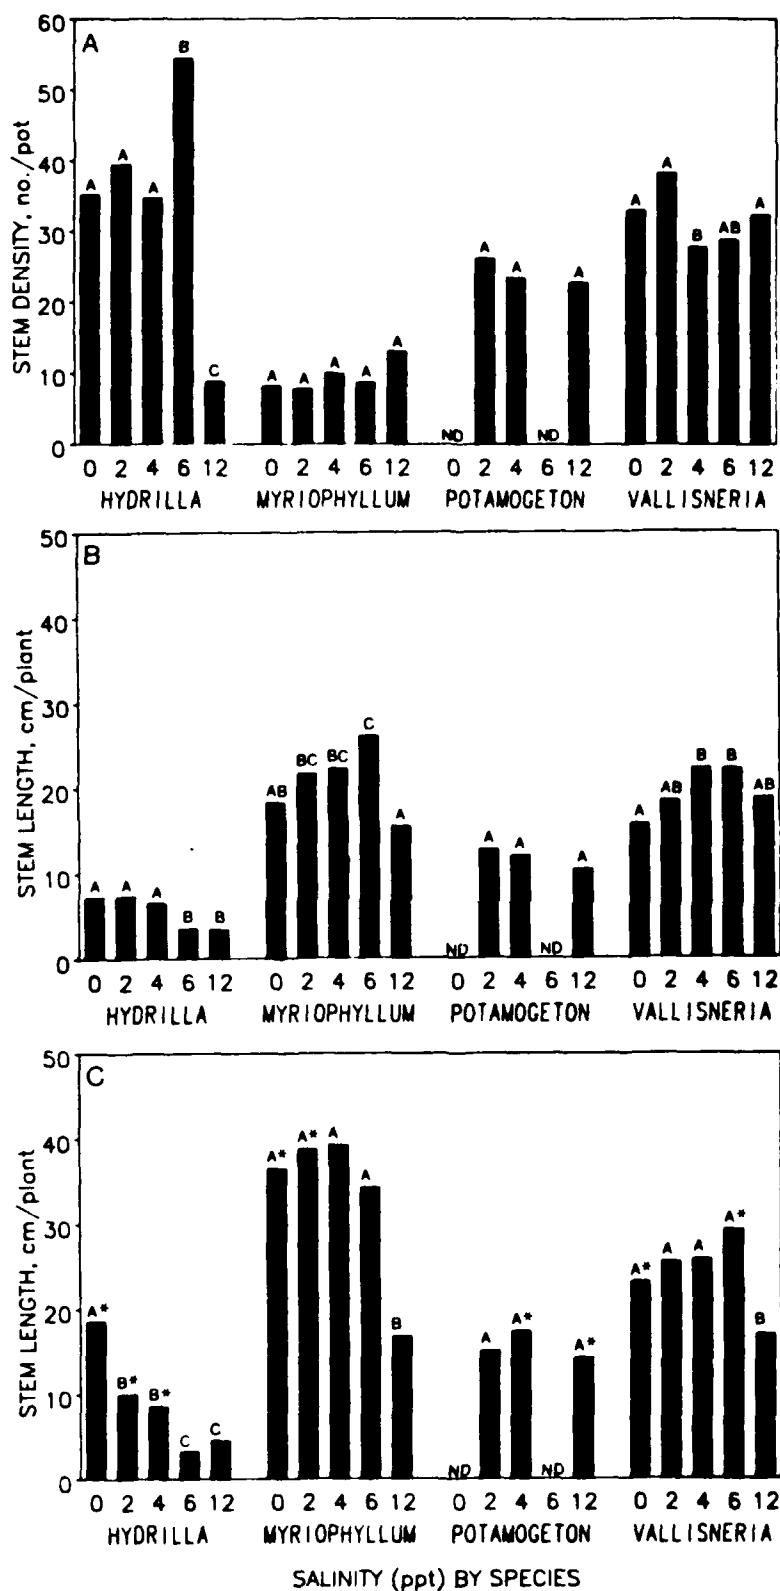 A
STEM DENSITY, no./pot
60
50
40
30
20
10
0
A A A B C
A A A A A
ND A A ND A
A A B AB A
0 2 4 6 12 0 2 4 6 12 0 2 4 6 12 0 2 4 6 12
HYDRILLA MYRIOPHYLLUM POTAMOGETON VALLISNERIA
B
STEM LENGTH, cm/plant
50
40
30
20
10
0
A A A B B
AB BC BC C A
ND A A ND A
A AB B B AB
0 2 4 6 12 0 2 4 6 12 0 2 4 6 12 0 2 4 6 12
HYDRILLA MYRIOPHYLLUM POTAMOGETON VALLISNERIA
C
STEM LENGTH, cm/plant
50
40
30
20
10
0
A* B* B* C C
A* A* A A B
ND A A* ND A*
A* A A A* B
0 2 4 6 12 0 2 4 6 12 0 2 4 6 12 0 2 4 6 12
HYDRILLA MYRIOPHYLLUM POTAMOGETON VALLISNERIA
SALINITY (ppt) BY SPECIES